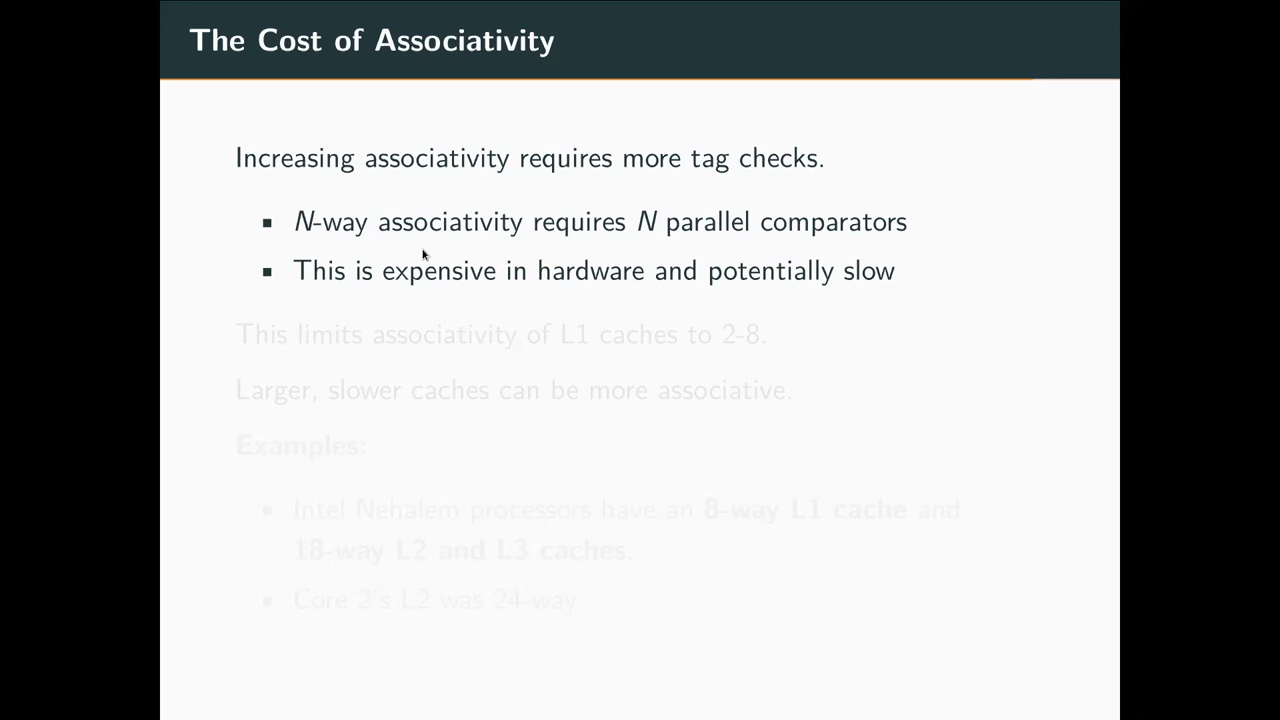 The Cost of Associativity
Increasing associativity requires more tag checks.
▪ N-way associativity requires N parallel comparators
▪ This is expensive in hardware and potentially slow
This limits associativity of L1 caches to 2-8.
Larger, slower caches can be more associative.
Examples:
• Intel Nehalem processors have an 8-way L1 cache and
18-way L2 and L3 caches.
• Core 2's L2 was 24-way